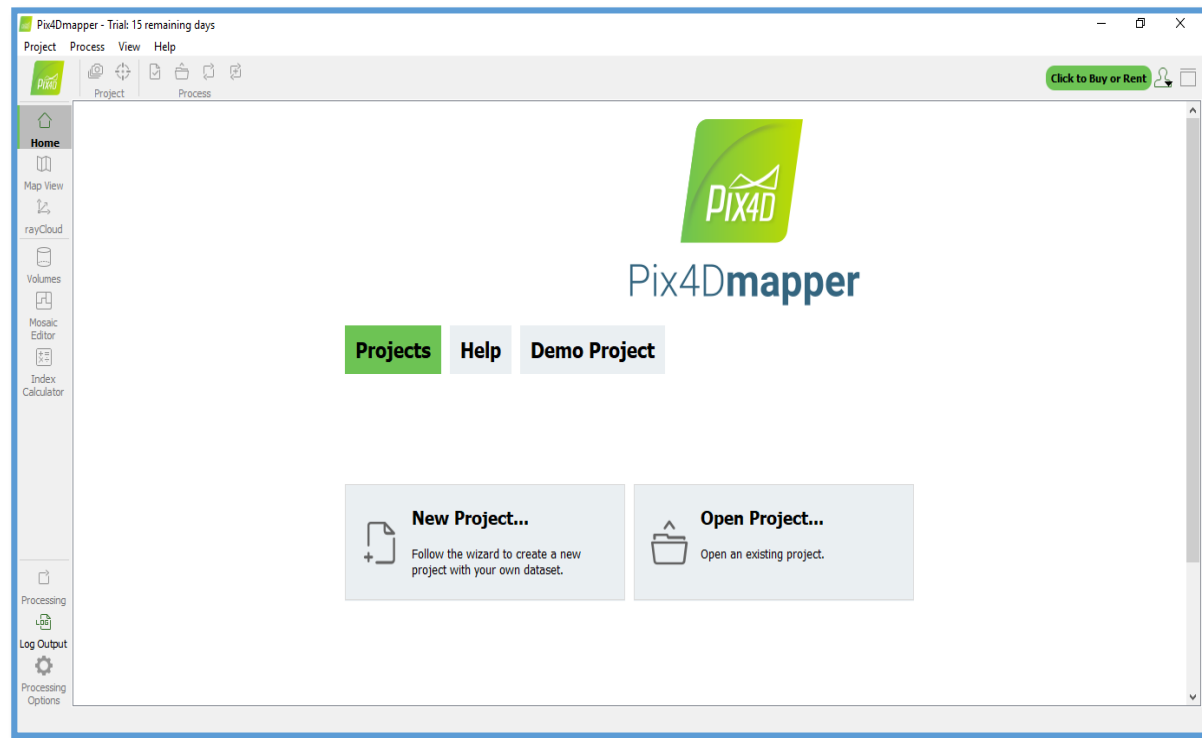 Pix4Dmapper - Trial: 15 remaining days
Project Process View Help
PIX4D
Project Process
Click to Buy or Rent
Home
Map View
rayCloud
Volumes
Mosaic
Editor
Index
Calculator
Processing
LOG
Log Output
Processing
Options
PIX4D
Pix4Dmapper
Projects Help Demo Project
New Project...
Follow the wizard to create a new
project with your own dataset.
Open Project...
Open an existing project.